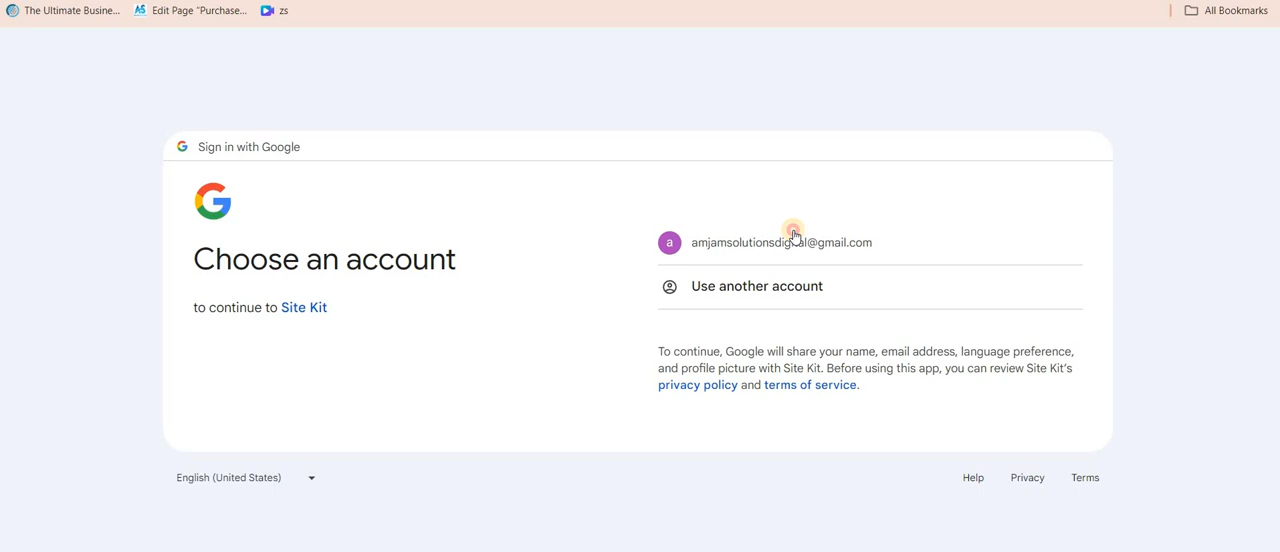 The Ultimate Busine...
Edit Page "Purchase...
zs
All Bookmarks
Sign in with Google
Choose an account
to continue to Site Kit
a
amjamsolutionsdigital@gmail.com
Use another account
To continue, Google will share your name, email address, language preference,
and profile picture with Site Kit. Before using this app, you can review Site Kit's
privacy policy and terms of service.
English (United States)
Help
Privacy
Terms